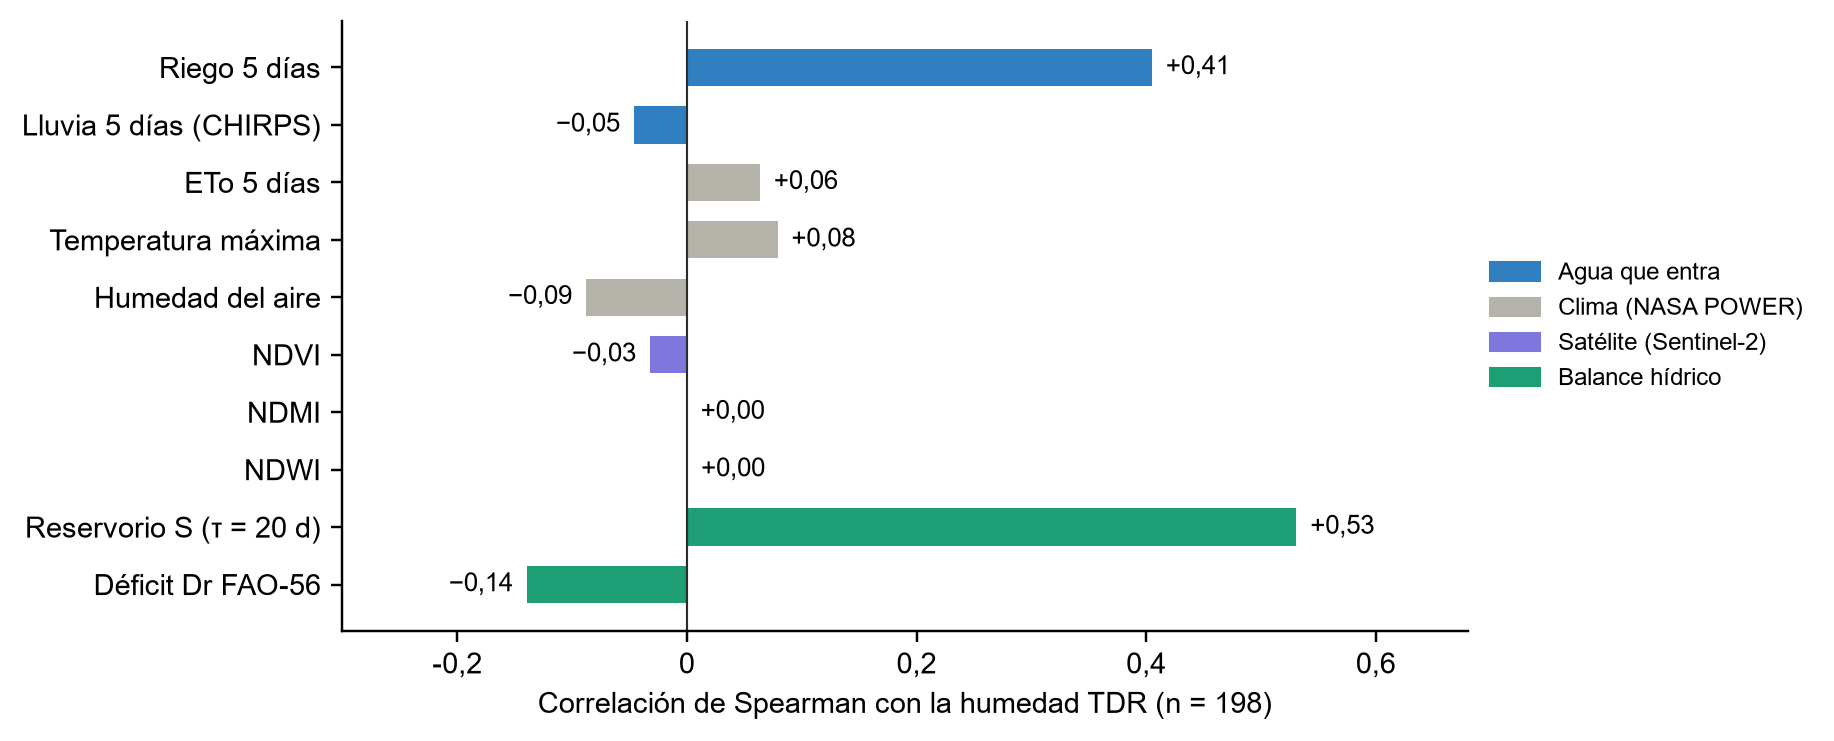 Riego 5 días
+0,41
Lluvia 5 días (CHIRPS)
−0,05
ETo 5 días
+0,06
Temperatura máxima
+0,08
Humedad del aire
−0,09
NDVI
−0,03
NDMI
+0,00
NDWI
+0,00
Reservorio S (τ = 20 d)
+0,53
Déficit Dr FAO-56
−0,14
-0,2 0 0,2 0,4 0,6
Correlación de Spearman con la humedad TDR (n = 198)
Agua que entra
Clima (NASA POWER)
Satélite (Sentinel-2)
Balance hídrico